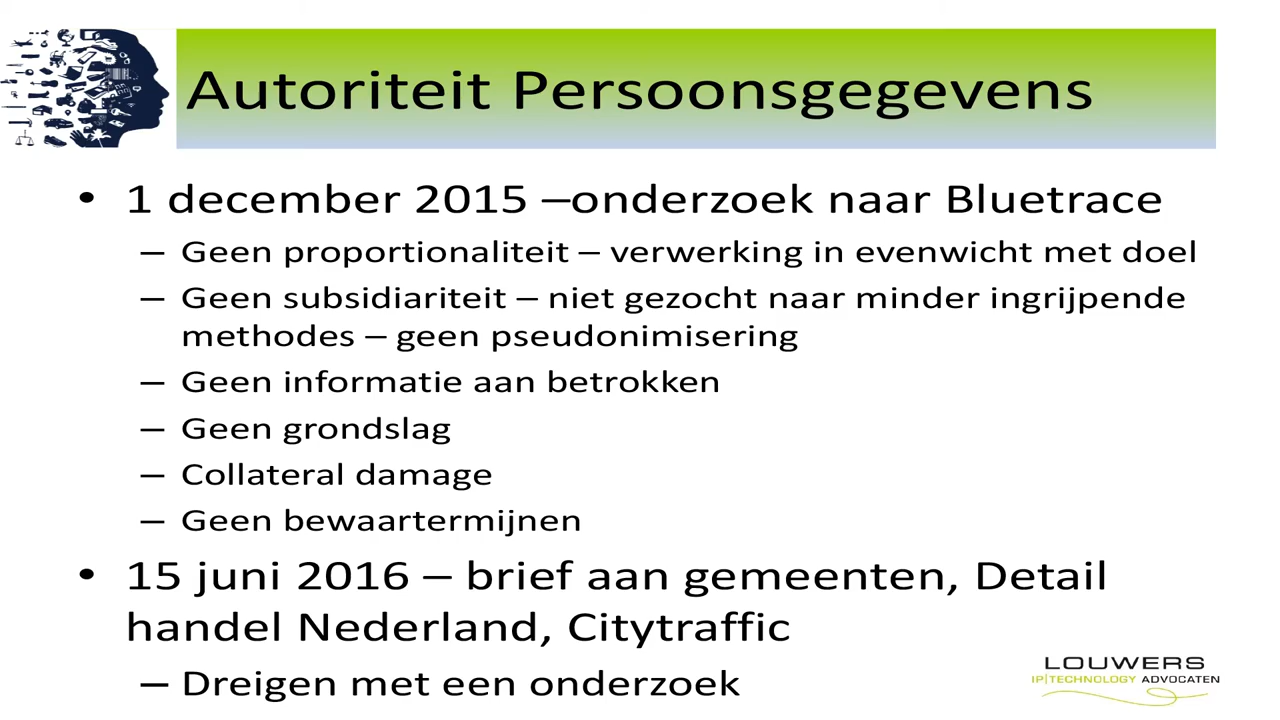 Autoriteit Persoonsgegevens
• 1 december 2015 –onderzoek naar Bluetrace
– Geen proportionaliteit – verwerking in evenwicht met doel
– Geen subsidiariteit – niet gezocht naar minder ingrijpende
methodes – geen pseudonimisering
– Geen informatie aan betrokken
– Geen grondslag
– Collateral damage
– Geen bewaartermijnen
• 15 juni 2016 – brief aan gemeenten, Detail
handel Nederland, Citytraffic
– Dreigen met een onderzoek
LOUWERS
IP|TECHNOLOGY ADVOCATEN